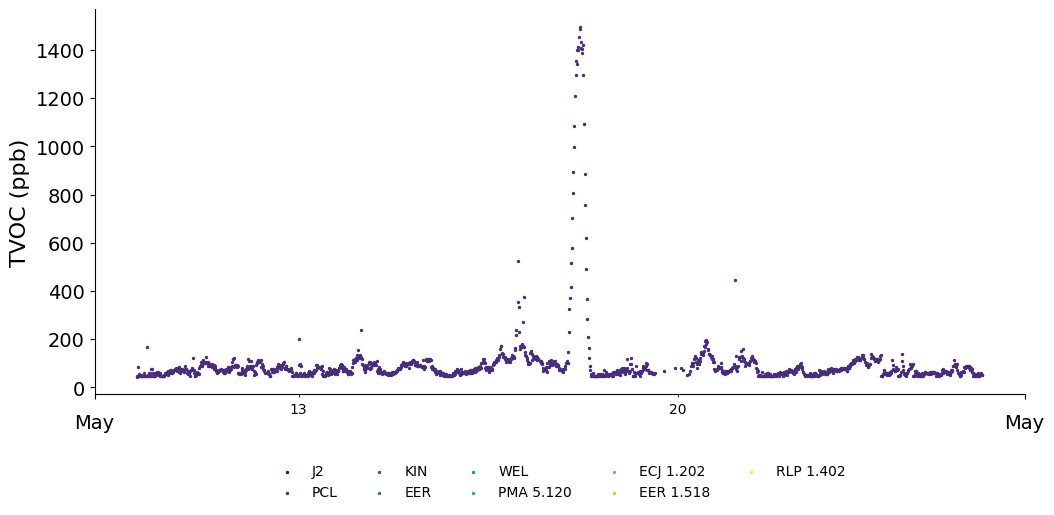 TVOC (ppb)
1400
1200
1000
800
600
400
200
0
13
20
May
May
J2
KIN
WEL
ECJ 1.202
RLP 1.402
PCL
EER
PMA 5.120
EER 1.518